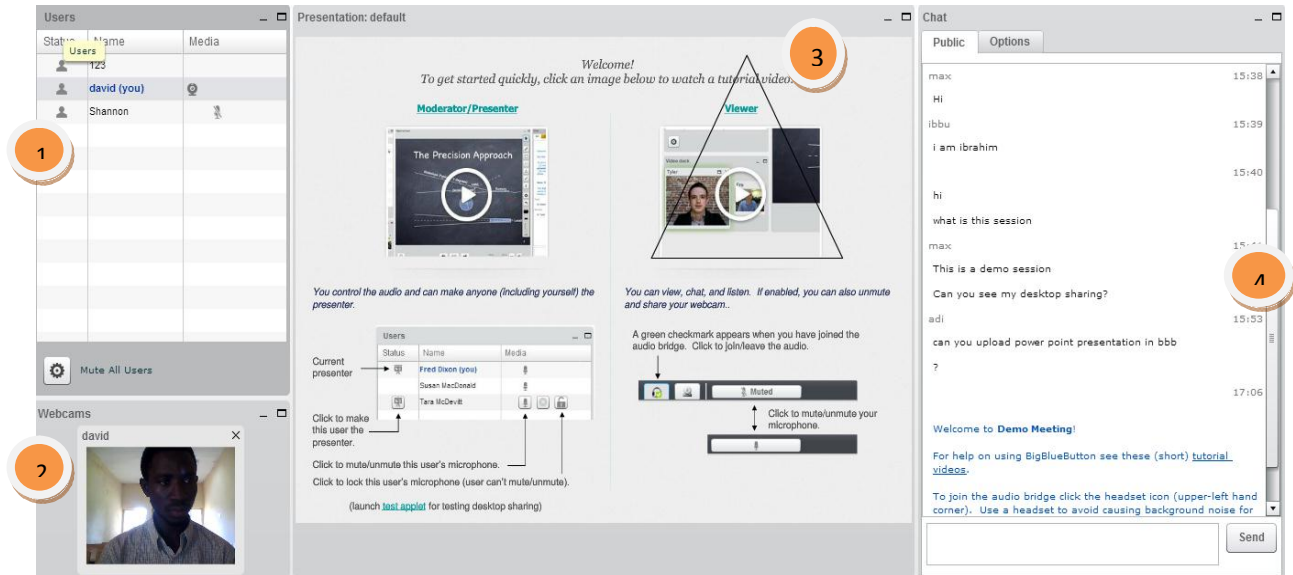 Users
Status Name Media
Users
123
david (you)
Shannon
1
Mute All Users
Webcams
david
2
Presentation: default
3
Welcome!
To get started quickly, click an image below to watch a tutorial video.
Moderator/Presenter
The Precision Approach
You control the audio and can make anyone (including yourself) the
presenter.
Users
Status Name Media
Fred Dixon (you)
Susan MacDonald
Tara McDevitt
Current
presenter
Click to make
this user the
presenter.
Click to mute/unmute this user's microphone.
Click to lock this user's microphone (user can't mute/unmute).
(launch test applet for testing desktop sharing)
Viewer
Video dock
Tyler
You can view, chat, and listen. If enabled, you can also unmute
and share your webcam..
A green checkmark appears when you have joined the
audio bridge. Click to join/leave the audio.
Muted
Click to mute/unmute your
microphone.
Chat
Public Options
max 15:38
Hi
ibbu 15:39
i am ibrahim
15:40
hi
what is this session
max
This is a demo session
Can you see my desktop sharing?
4
adi 15:53
can you upload power point presentation in bbb
?
17:06
Welcome to Demo Meeting!
For help on using BigBlueButton see these (short) tutorial
videos.
To join the audio bridge click the headset icon (upper-left hand
corner). Use a headset to avoid causing background noise for
Send